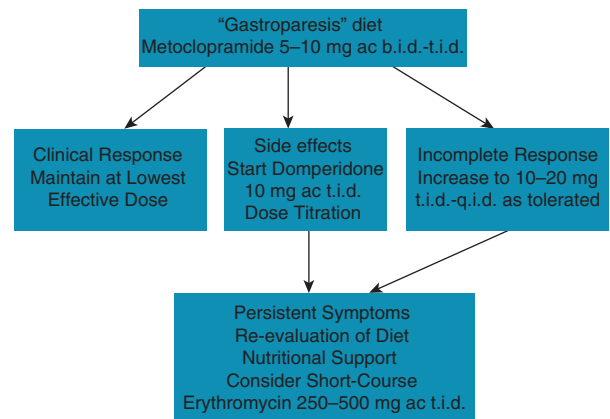 “Gastroparesis” diet
Metoclopramide 5–10 mg ac b.i.d.-t.i.d.
Clinical Response
Maintain at Lowest
Effective Dose
Side effects
Start Domperidone
10 mg ac t.i.d.
Dose Titration
Incomplete Response
Increase to 10–20 mg
t.i.d.-q.i.d. as tolerated
Persistent Symptoms
Re-evaluation of Diet
Nutritional Support
Consider Short-Course
Erythromycin 250–500 mg ac t.i.d.